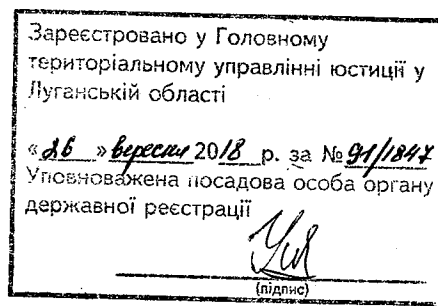 Зареєстровано у Головному
територіальному управлінні юстиції у
Луганській області
«26» вересня 2018 р. за № 91/1847
Уповноважена посадова особа органу
державної реєстрації
(підпис)